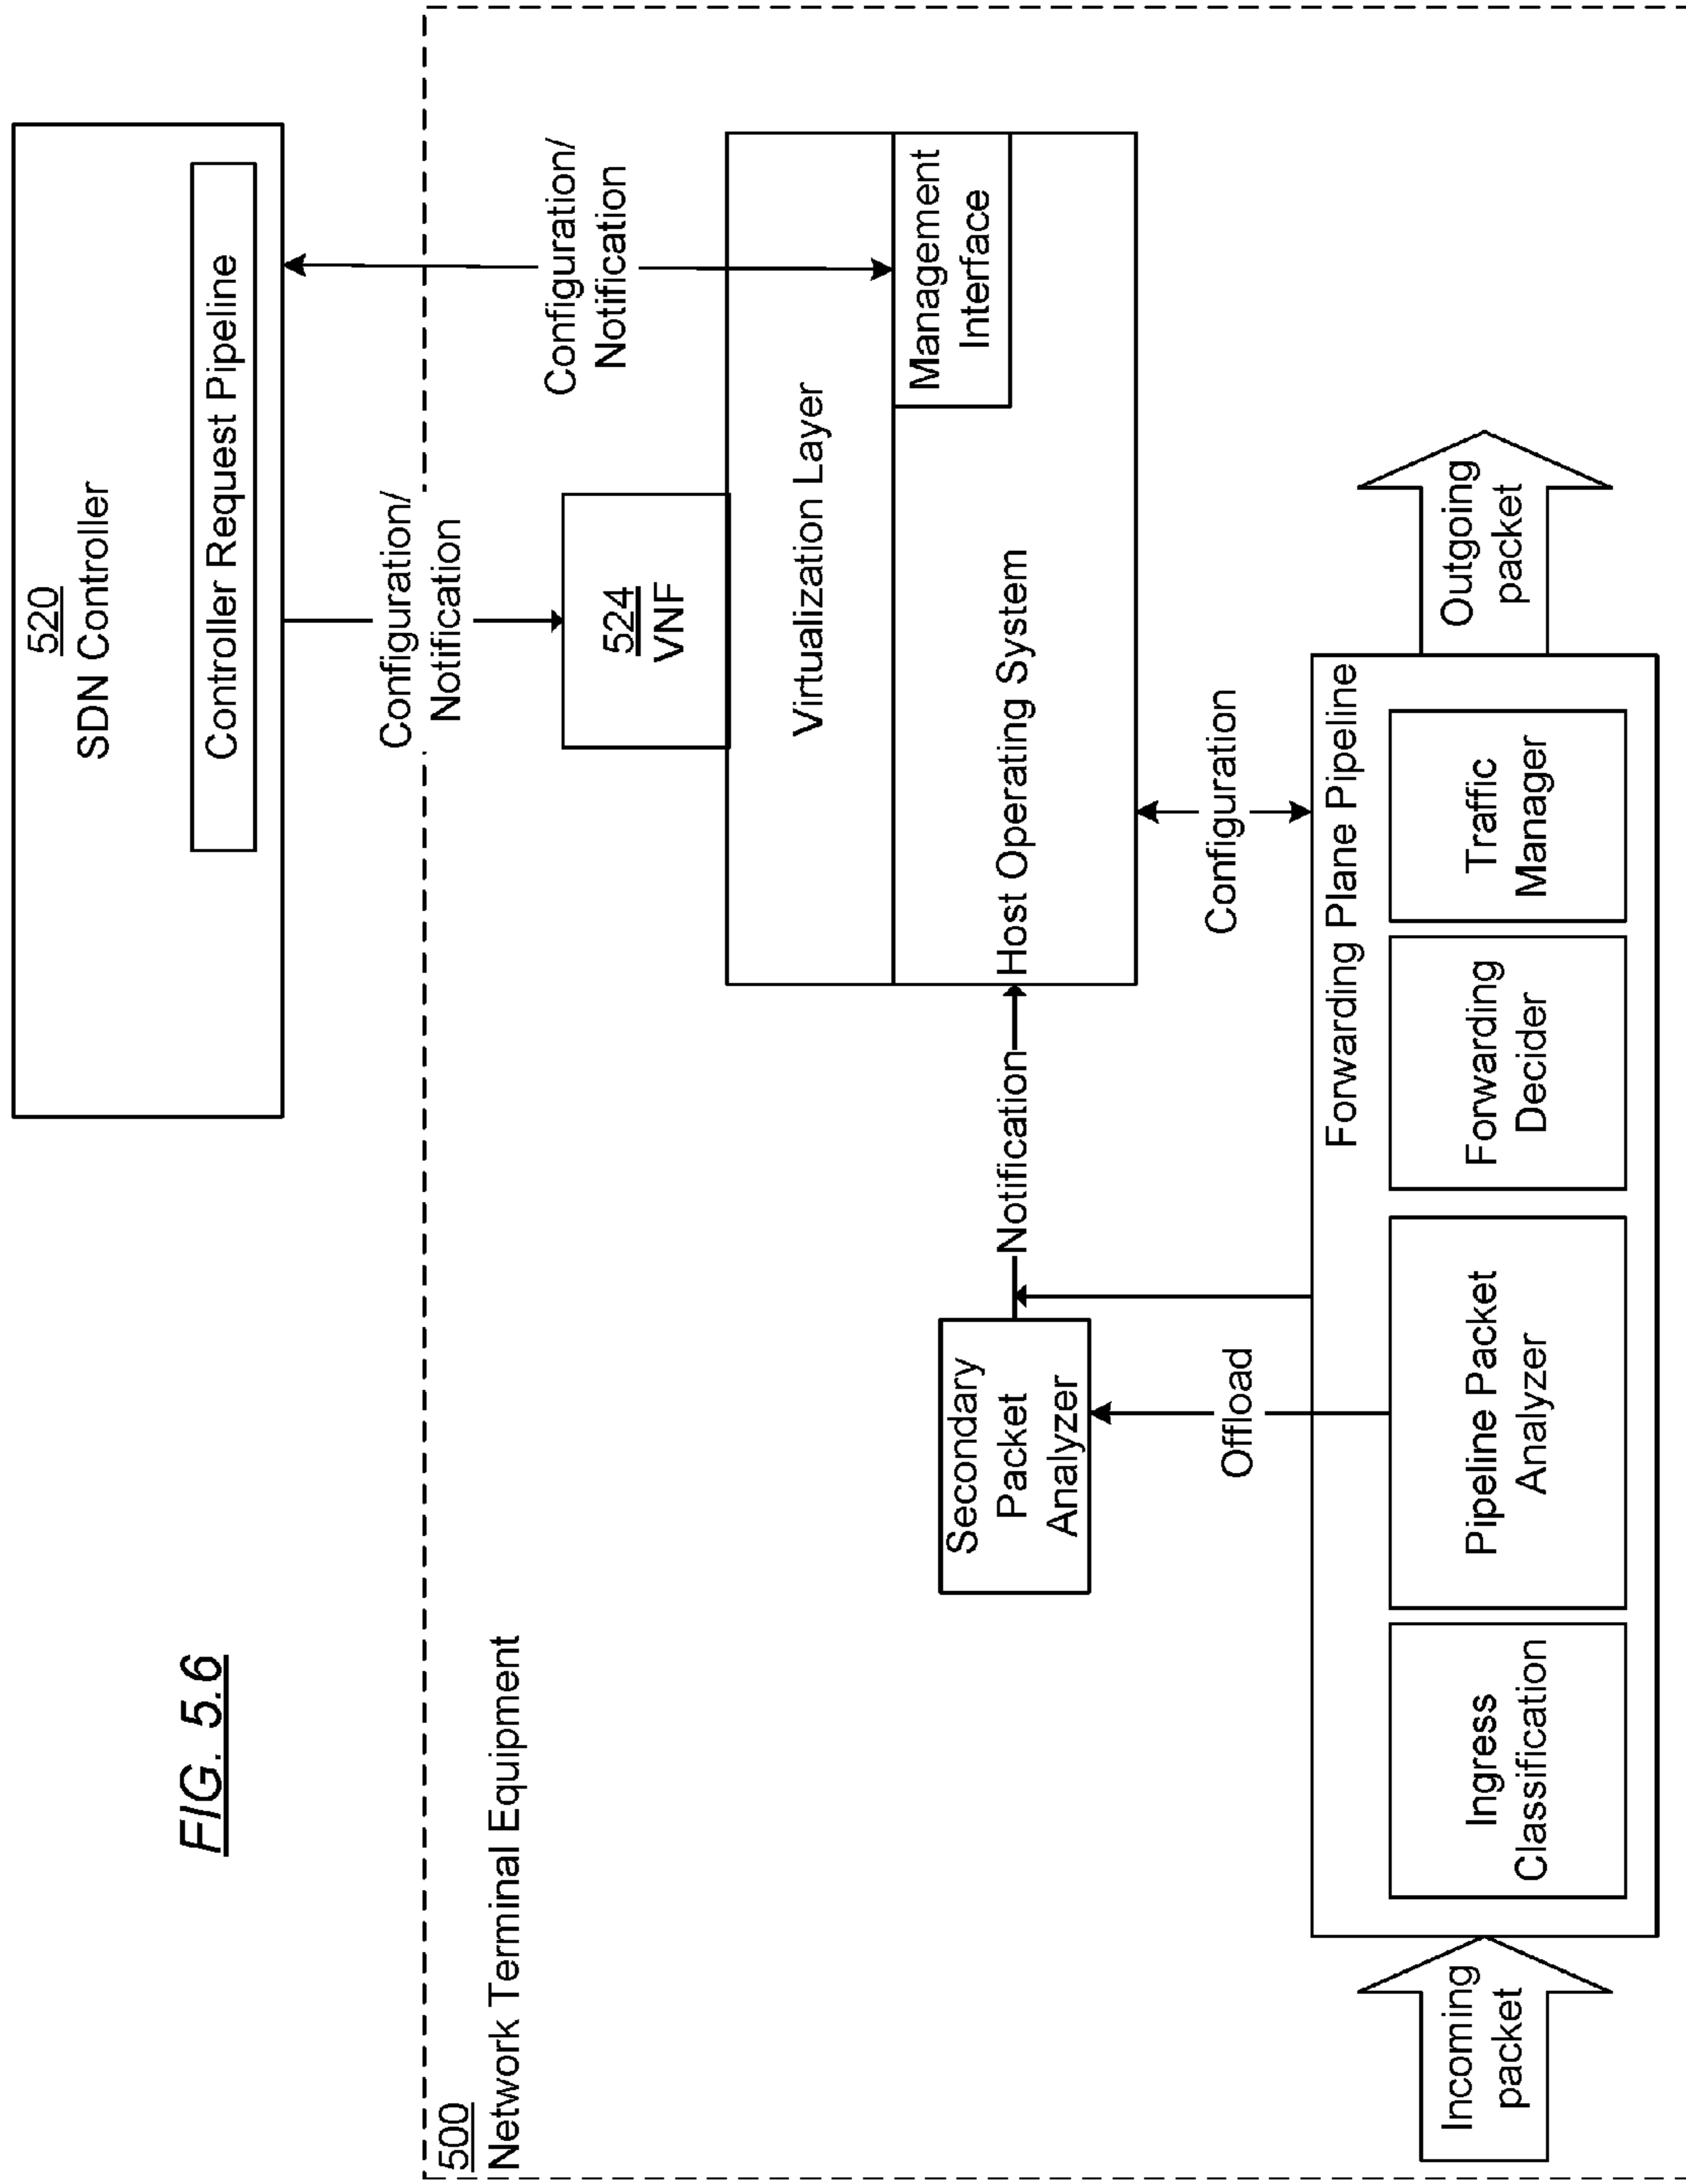 FIG. 5.6
520
SDN Controller
Controller Request Pipeline
Configuration/
Notification
Configuration/
Notification
500
Network Terminal Equipment
524
VNF
Virtualization Layer
Management
Interface
Host Operating System
Notification
Secondary
Packet
Analyzer
Offload
Configuration
Forwarding Plane Pipeline
Incoming
packet
Ingress
Classification
Pipeline Packet
Analyzer
Forwarding
Decider
Traffic
Manager
Outgoing
packet